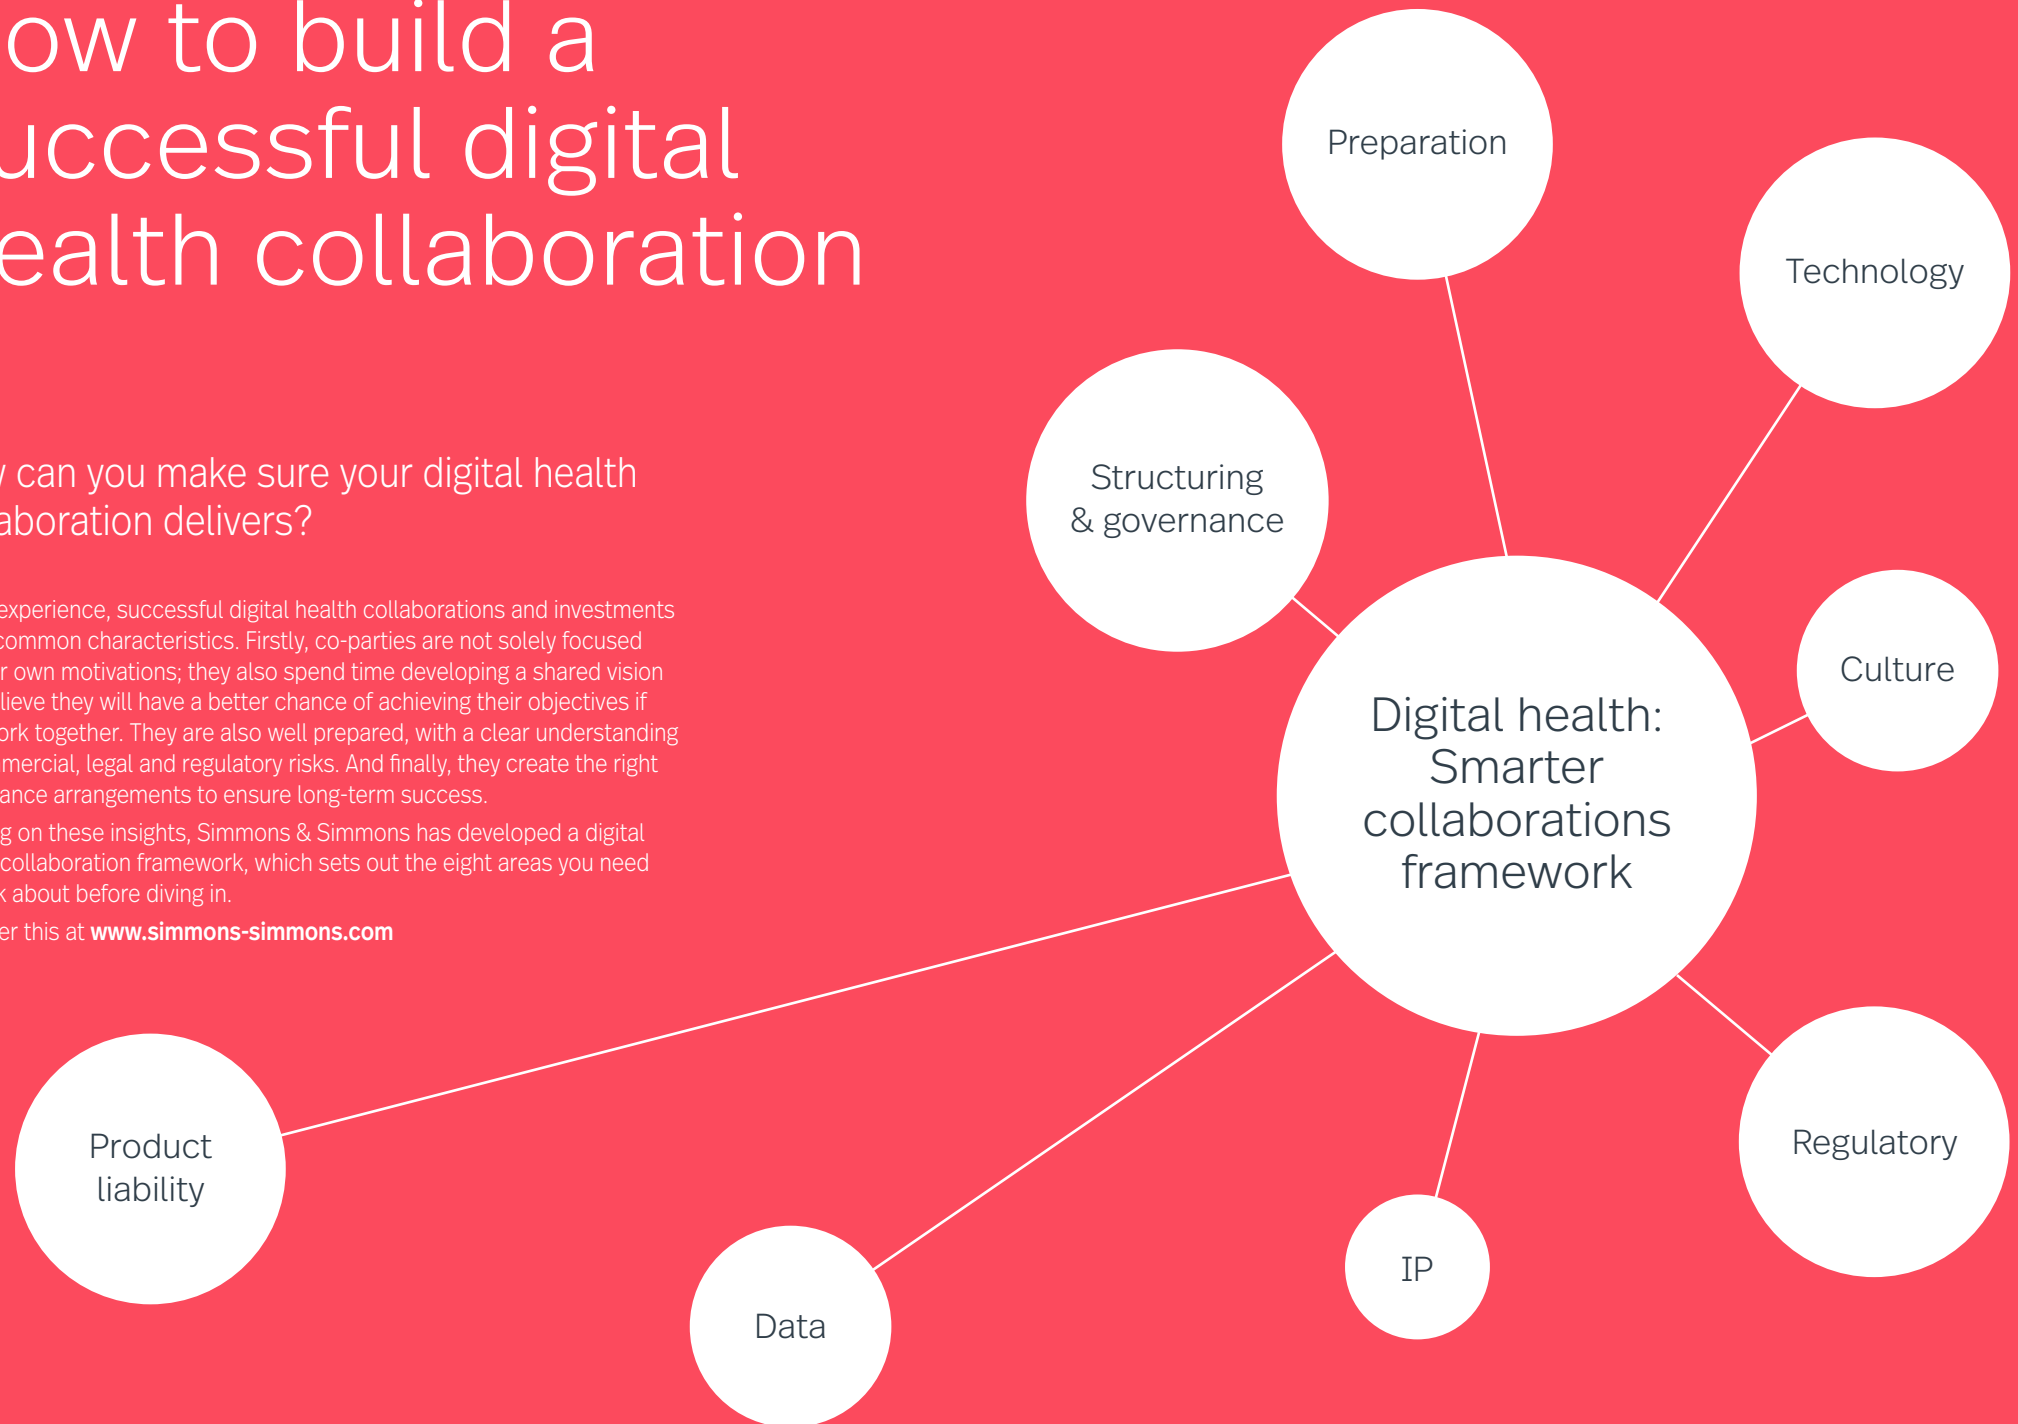 ow to build a
uccessful digital
ealth collaboration
can you make sure your digital health
aboration delivers?
experience, successful digital health collaborations and investments
common characteristics. Firstly, co-parties are not solely focused
r own motivations; they also spend time developing a shared vision
lieve they will have a better chance of achieving their objectives if
ork together. They are also well prepared, with a clear understanding
mercial, legal and regulatory risks. And finally, they create the right
ance arrangements to ensure long-term success.
g on these insights, Simmons & Simmons has developed a digital
collaboration framework, which sets out the eight areas you need
k about before diving in.
er this at www.simmons-simmons.com
Preparation
Technology
Structuring
& governance
Culture
Digital health:
Smarter
collaborations
framework
Regulatory
Product
liability
IP
Data